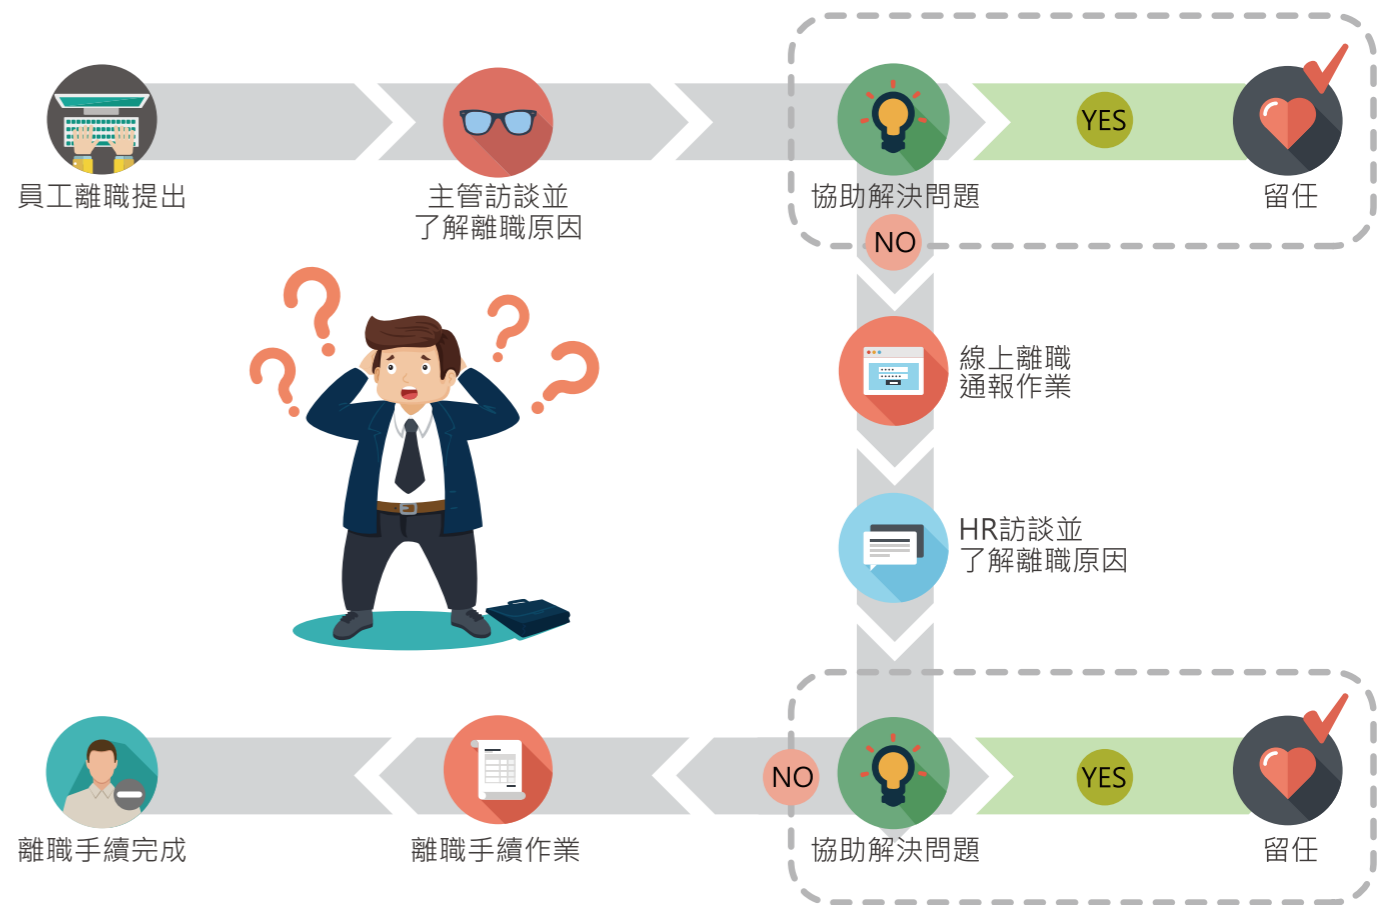 員工離職提出
主管訪談並
了解離職原因
協助解決問題
YES
留任
NO
線上離職
通報作業
HR訪談並
了解離職原因
協助解決問題
YES
留任
NO
離職手續作業
離職手續完成